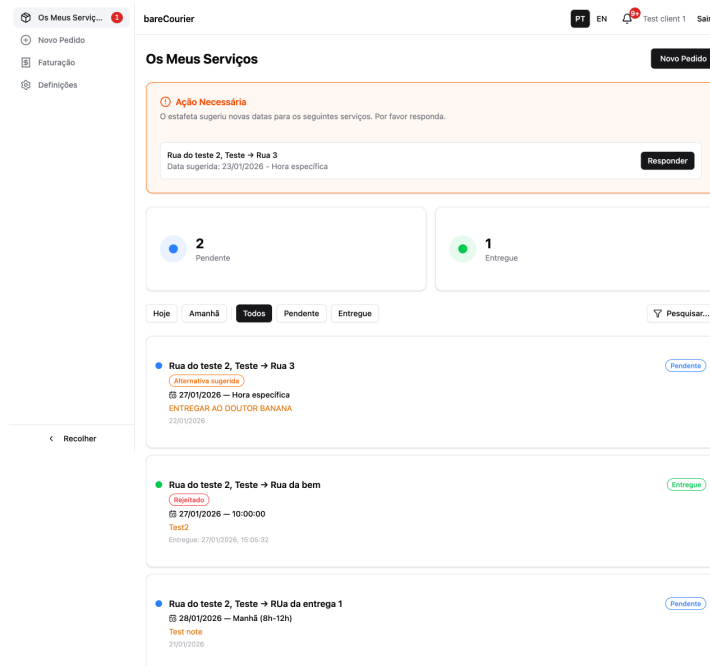 Os Meus Serviç...
1
Novo Pedido
Faturação
Definições
Recolher
bareCourier
PT
EN
9+
Test client 1
Sair
Os Meus Serviços
Novo Pedido
Ação Necessária
O estafeta sugeriu novas datas para os seguintes serviços. Por favor responda.
Rua do teste 2, Teste → Rua 3
Data sugerida: 23/01/2026 - Hora específica
Responder
2
Pendente
1
Entregue
Hoje
Amanhã
Todos
Pendente
Entregue
Pesquisar...
Rua do teste 2, Teste → Rua 3
Pendente
Alternativa sugerida
27/01/2026 — Hora específica
ENTREGAR AO DOUTOR BANANA
22/01/2026
Rua do teste 2, Teste → Rua da bem
Entregue
Rejeitado
27/01/2026 — 10:00:00
Test2
Entregue: 27/01/2026, 15:05:32
Rua do teste 2, Teste → RUa da entrega 1
Pendente
28/01/2026 — Manhã (8h-12h)
Test note
21/01/2026